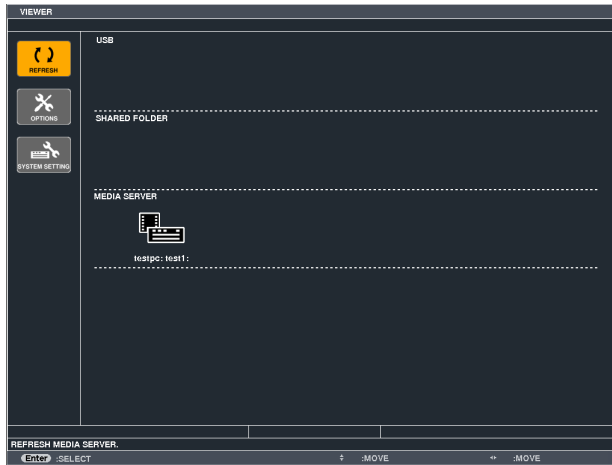 VIEWER
USB
REFRESH
SHARED FOLDER
OPTIONS
SYSTEM SETTING
MEDIA SERVER
testpc: test1:
REFRESH MEDIA SERVER.
Enter :SELECT :MOVE :MOVE